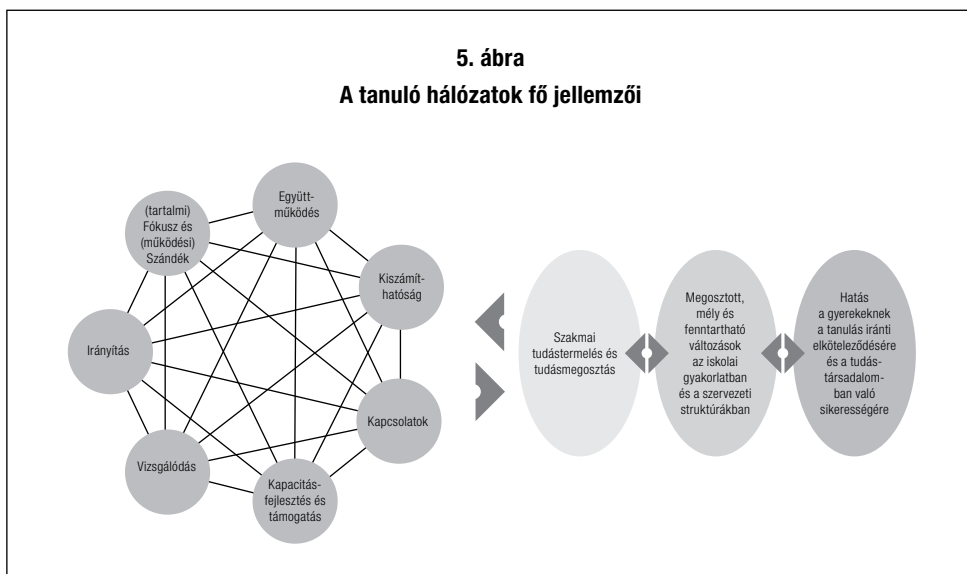 5. ábra
A tanuló hálózatok fő jellemzői
(tartalmi)
Fókusz és
(működési)
Szándék
Együtt-
működés
Kiszámít-
hatóság
Irányítás
Kapcsolatok
Vizsgálódás
Kapacitás-
fejlesztés és
támogatás
Szakmai
tudástermelés és
tudásmegosztás
Megosztott,
mély és
fenntartható
változások
az iskolai
gyakorlatban
és a szervezeti
struktúrákban
Hatás
a gyerekeknek
a tanulás iránti
elköteleződésére
és a tudás-
társadalom-
ban való
sikerességére